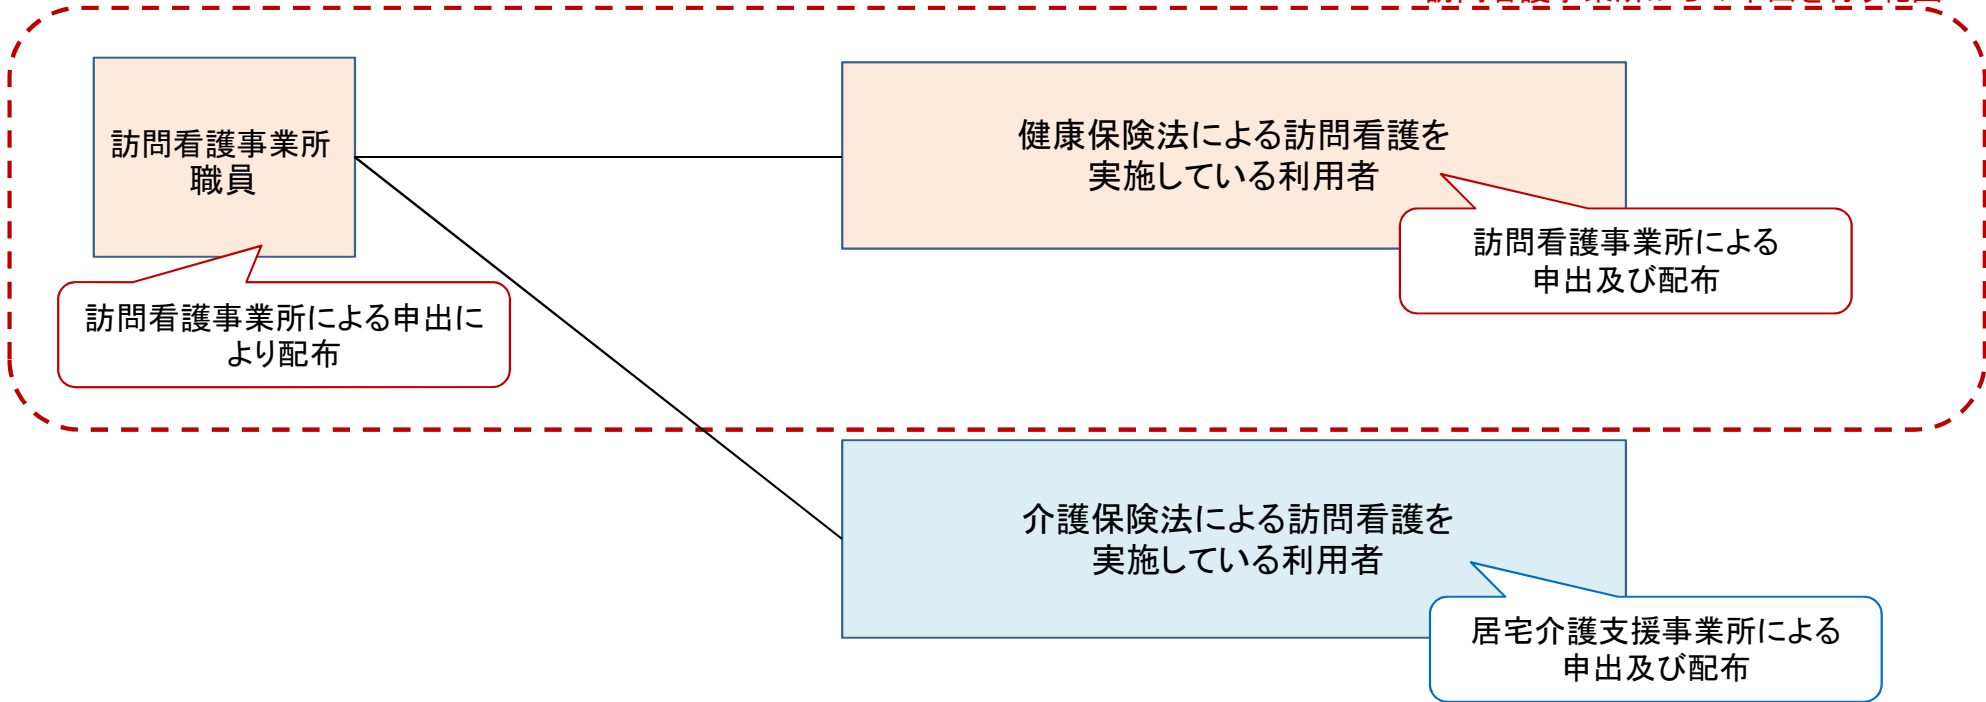 訪問看護事業所
職員
訪問看護事業所による申出に
より配布
健康保険法による訪問看護を
実施している利用者
訪問看護事業所による
申出及び配布
介護保険法による訪問看護を
実施している利用者
居宅介護支援事業所による
申出及び配布